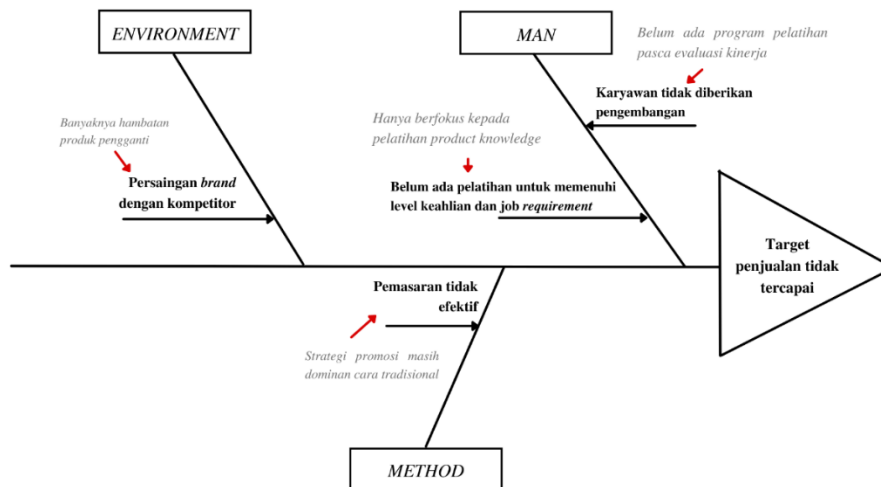 ENVIRONMENT
MAN
Belum ada program pelatihan
pasca evaluasi kinerja
Karyawan tidak diberikan
pengembangan
Banyaknya hambatan
produk pengganti
Hanya berfokus kepada
pelatihan product knowledge
Persaingan brand
dengan kompetitor
Belum ada pelatihan untuk memenuhi
level keahlian dan job requirement
Target
penjualan tidak
tercapai
Pemasaran tidak
efektif
Strategi promosi masih
dominan cara tradisional
METHOD